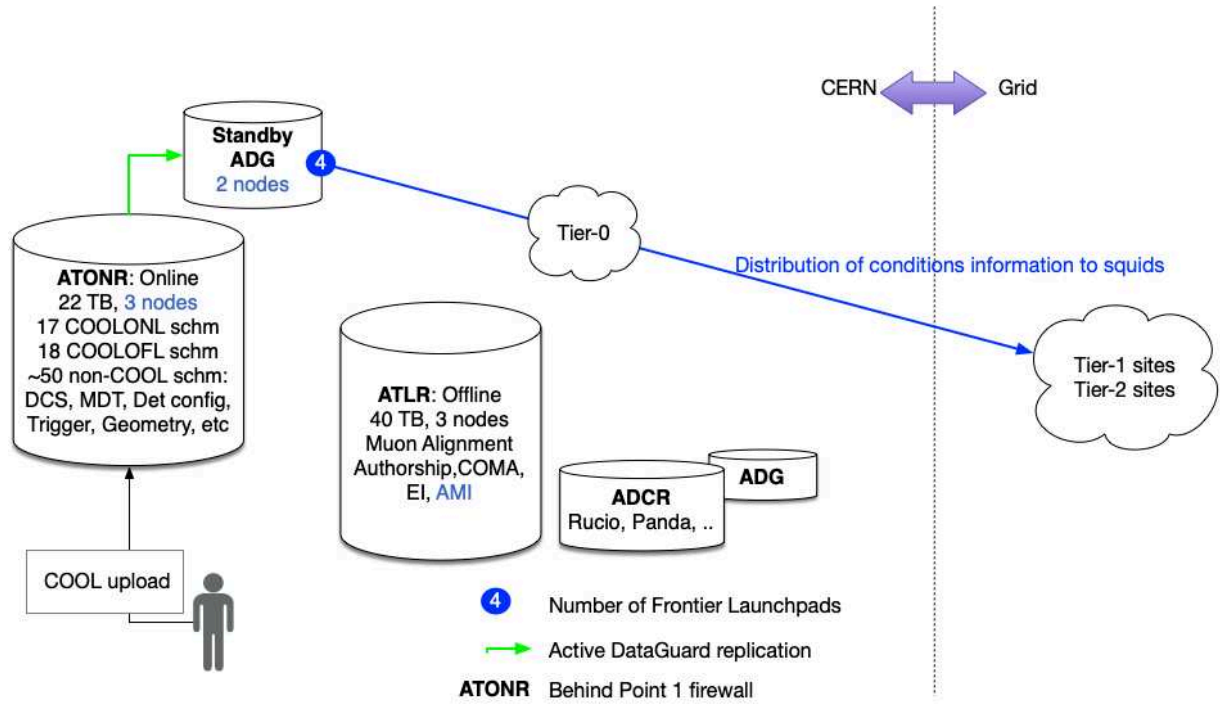 CERN
Grid
Standby
ADG
2 nodes
4
Tier-0
Distribution of conditions information to squids
ATONR: Online
22 TB, 3 nodes
17 COOLONL schm
18 COOLOFL schm
~50 non-COOL schm:
DCS, MDT, Det config,
Trigger, Geometry, etc
Tier-1 sites
Tier-2 sites
ATLR: Offline
40 TB, 3 nodes
Muon Alignment
Authorship,COMA,
EI, AMI
ADG
ADCR
Rucio, Panda, ..
COOL upload
4 Number of Frontier Launchpads
Active DataGuard replication
ATONR Behind Point 1 firewall